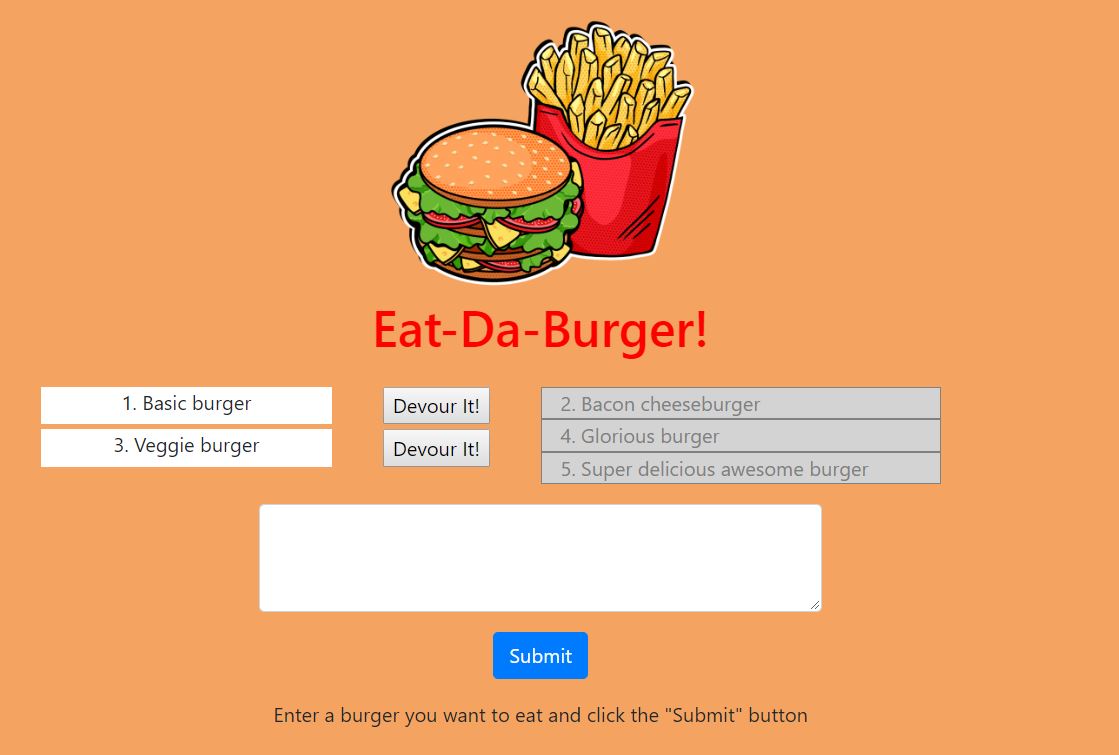 Eat-Da-Burger!
1. Basic burger
Devour It!
3. Veggie burger
Devour It!
2. Bacon cheeseburger
4. Glorious burger
5. Super delicious awesome burger
Submit
Enter a burger you want to eat and click the "Submit" button